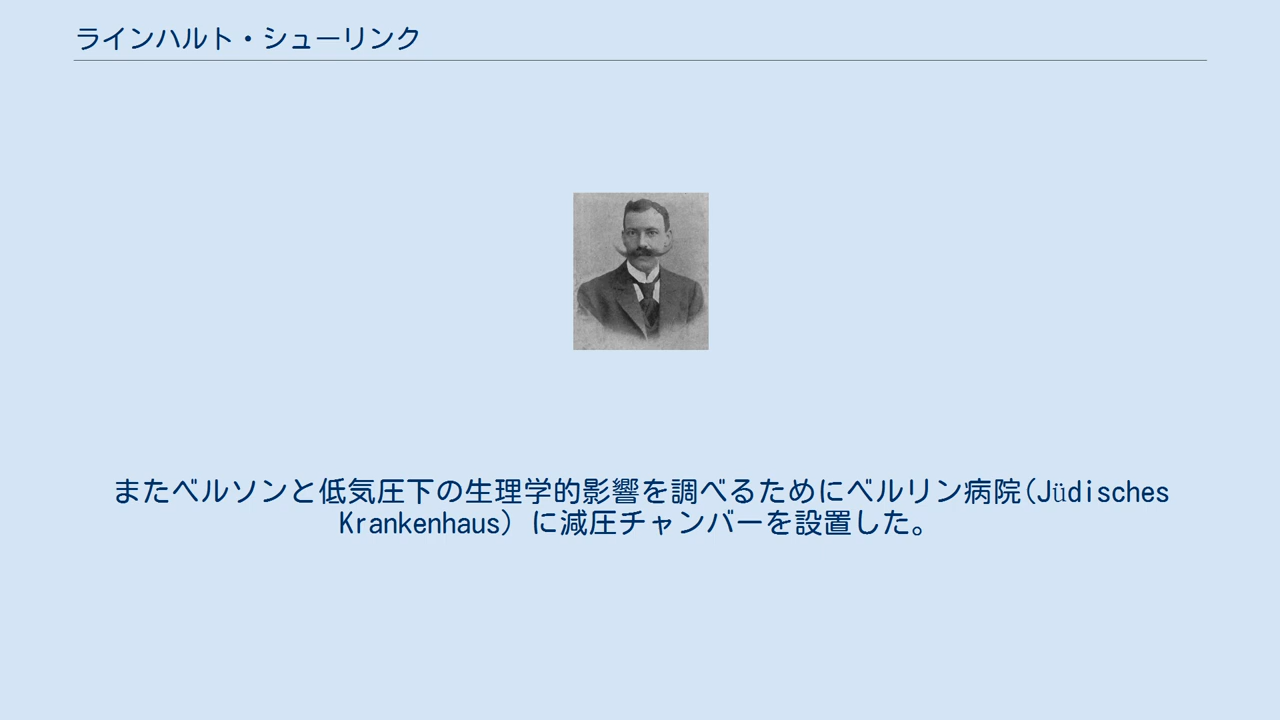 ラインハルト・シューリンク
またベルソンと低気圧下の生理学的影響を調べるためにベルリン病院(Jüdisches
Krankenhaus) に減圧チャンバーを設置した。